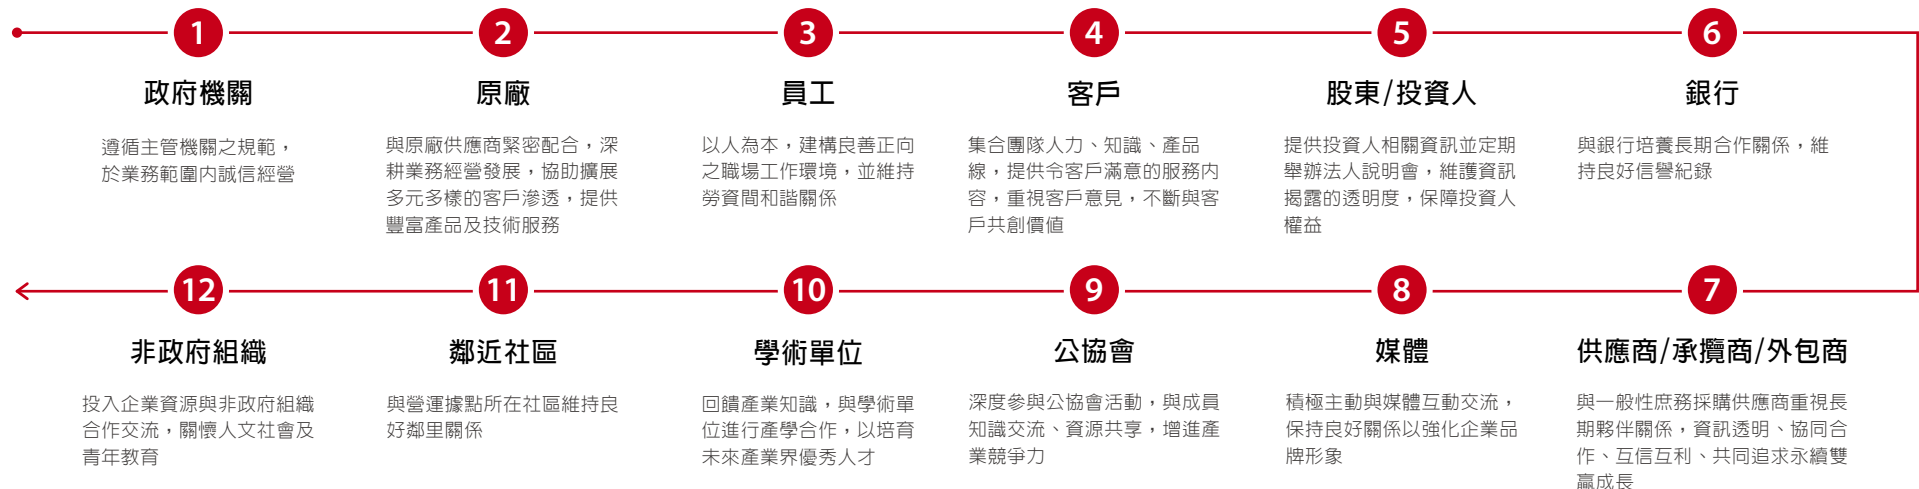 1
政府機關
遵循主管機關之規範，
於業務範圍內誠信經營
2
原廠
與原廠供應商緊密配合，深
耕業務經營發展，協助擴展
多元多樣的客戶滲透，提供
豐富產品及技術服務
3
員工
以人為本，建構良善正向
之職場工作環境，並維持
勞資間和諧關係
4
客戶
集合團隊人力、知識、產品
線，提供令客戶滿意的服務內
容，重視客戶意見，不斷與客
戶共創價值
5
股東/投資人
提供投資人相關資訊並定期
舉辦法人說明會，維護資訊
揭露的透明度，保障投資人
權益
6
銀行
與銀行培養長期合作關係，維
持良好信譽紀錄
7
供應商/承攬商/外包商
與一般性庶務採購供應商重視長
期夥伴關係，資訊透明、協同合
作、互信互利、共同追求永續雙
贏成長
8
媒體
積極主動與媒體互動交流，
保持良好關係以強化企業品
牌形象
9
公協會
深度參與公協會活動，與成員
知識交流、資源共享，增進產
業競爭力
10
學術單位
回饋產業知識，與學術單
位進行產學合作，以培育
未來產業界優秀人才
11
鄰近社區
與營運據點所在社區維持良
好鄰里關係
12
非政府組織
投入企業資源與非政府組織
合作交流，關懷人文社會及
青年教育